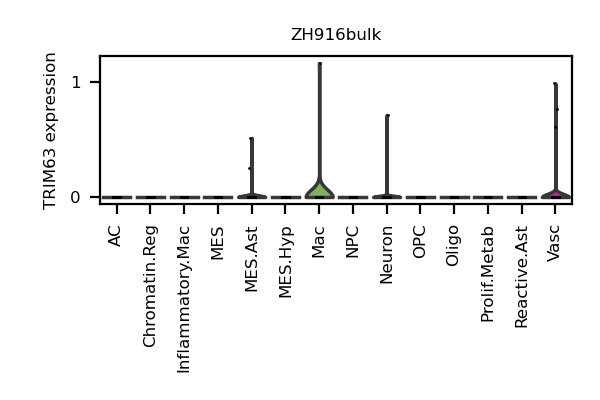 ZH916bulk
TRIM63 expression
1
0
AC
Chromatin.Reg
Inflammatory.Mac
MES
MES.Ast
MES.Hyp
Mac
NPC
Neuron
OPC
Oligo
Prolif.Metab
Reactive.Ast
Vasc